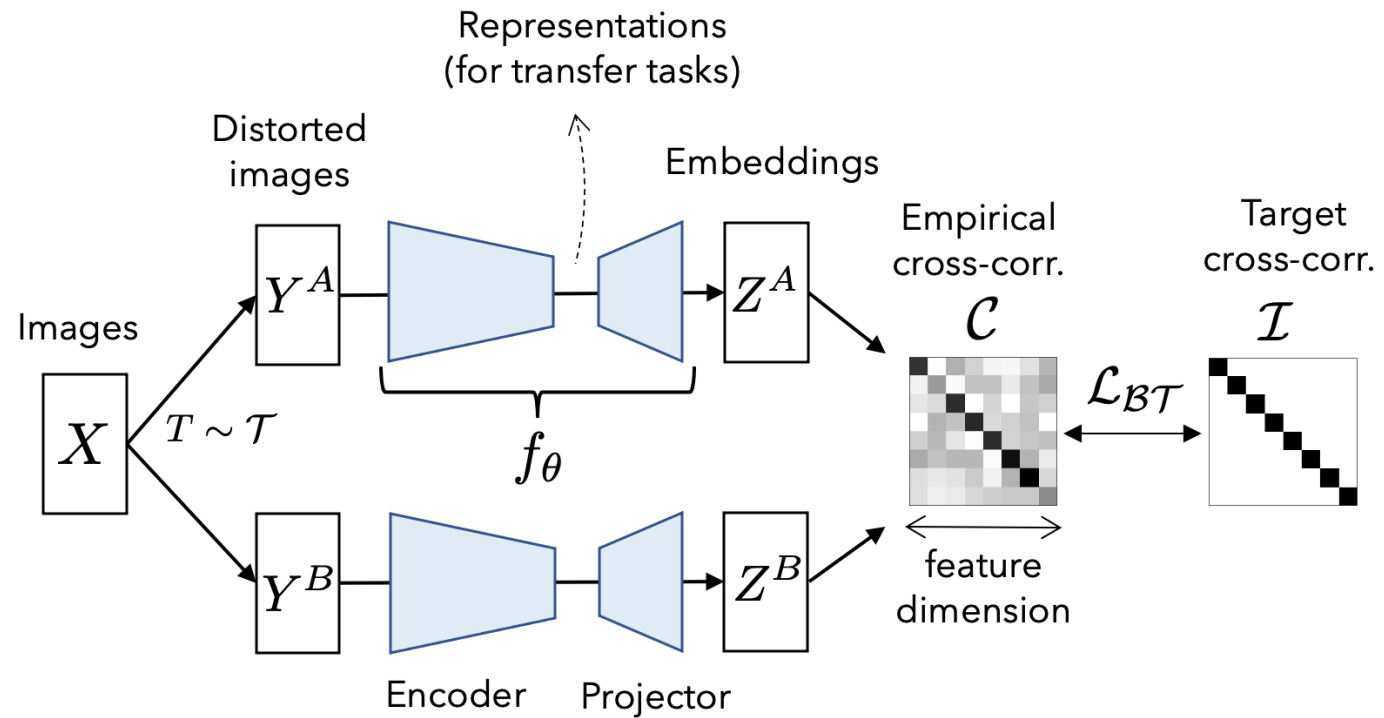 Representations
(for transfer tasks)
Distorted
images
Embeddings
Empirical
cross-corr.
Target
cross-corr.
Images
Y^A
Z^A
𝒞
ℐ
X
T ∼ 𝒯
ℒ_ℬ𝒯
f_θ
Y^B
Z^B
feature
dimension
Encoder
Projector